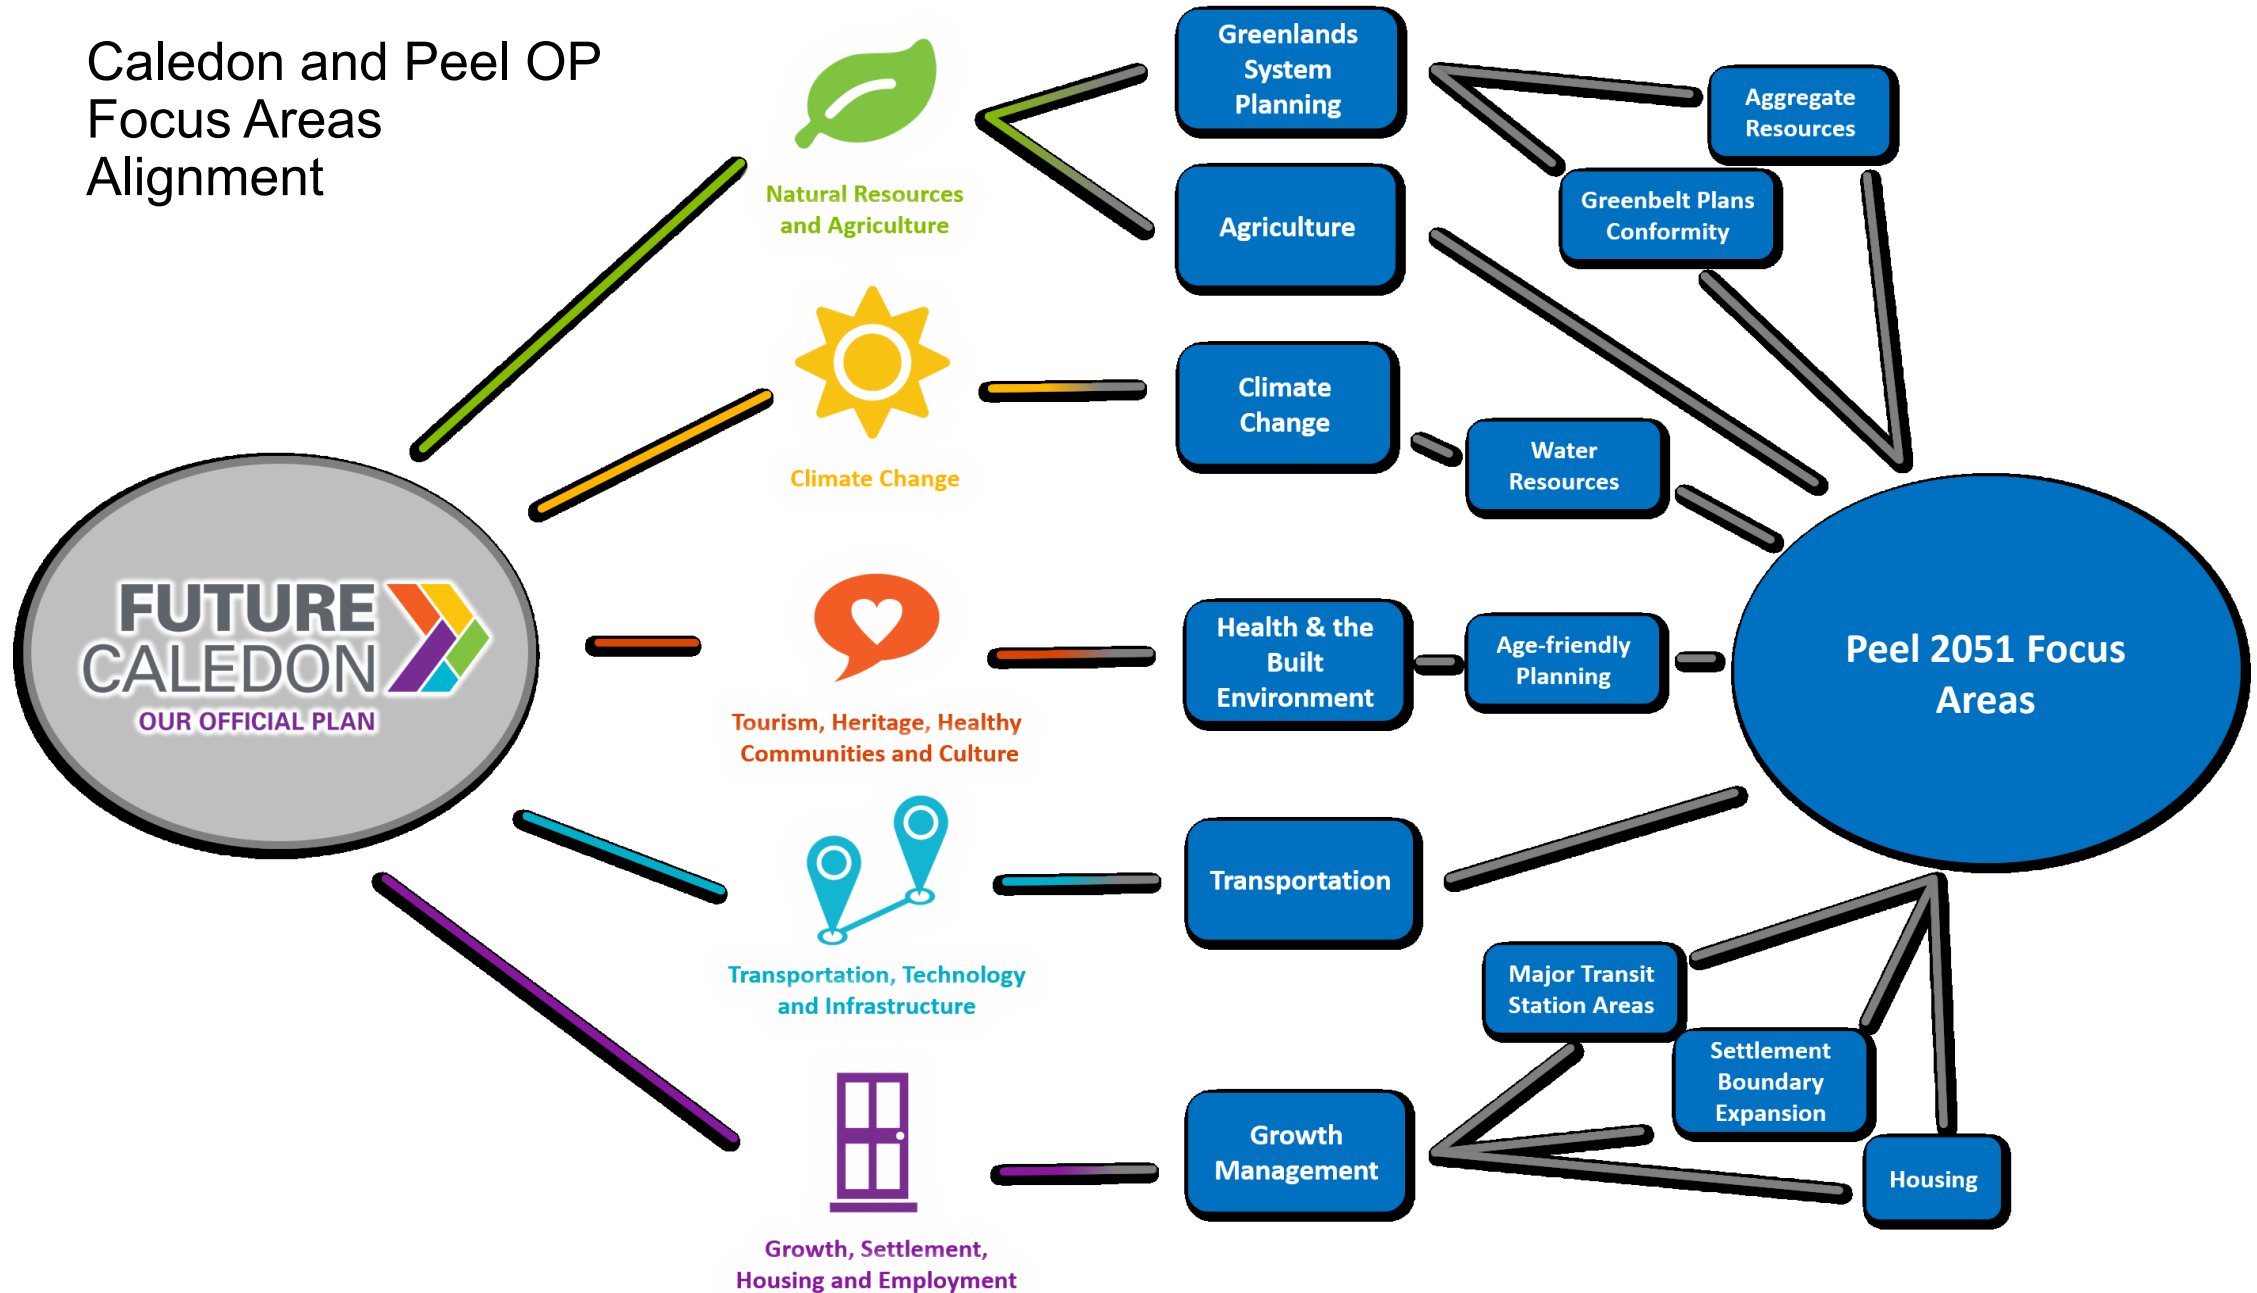 Caledon and Peel OP
Focus Areas
Alignment
FUTURE
CALEDON
OUR OFFICIAL PLAN
Natural Resources
and Agriculture
Climate Change
Tourism, Heritage, Healthy
Communities and Culture
Transportation, Technology
and Infrastructure
Growth, Settlement,
Housing and Employment
Greenlands
System
Planning
Agriculture
Climate
Change
Health & the
Built
Environment
Transportation
Growth
Management
Aggregate
Resources
Greenbelt Plans
Conformity
Water
Resources
Age-friendly
Planning
Major Transit
Station Areas
Settlement
Boundary
Expansion
Housing
Peel 2051 Focus
Areas